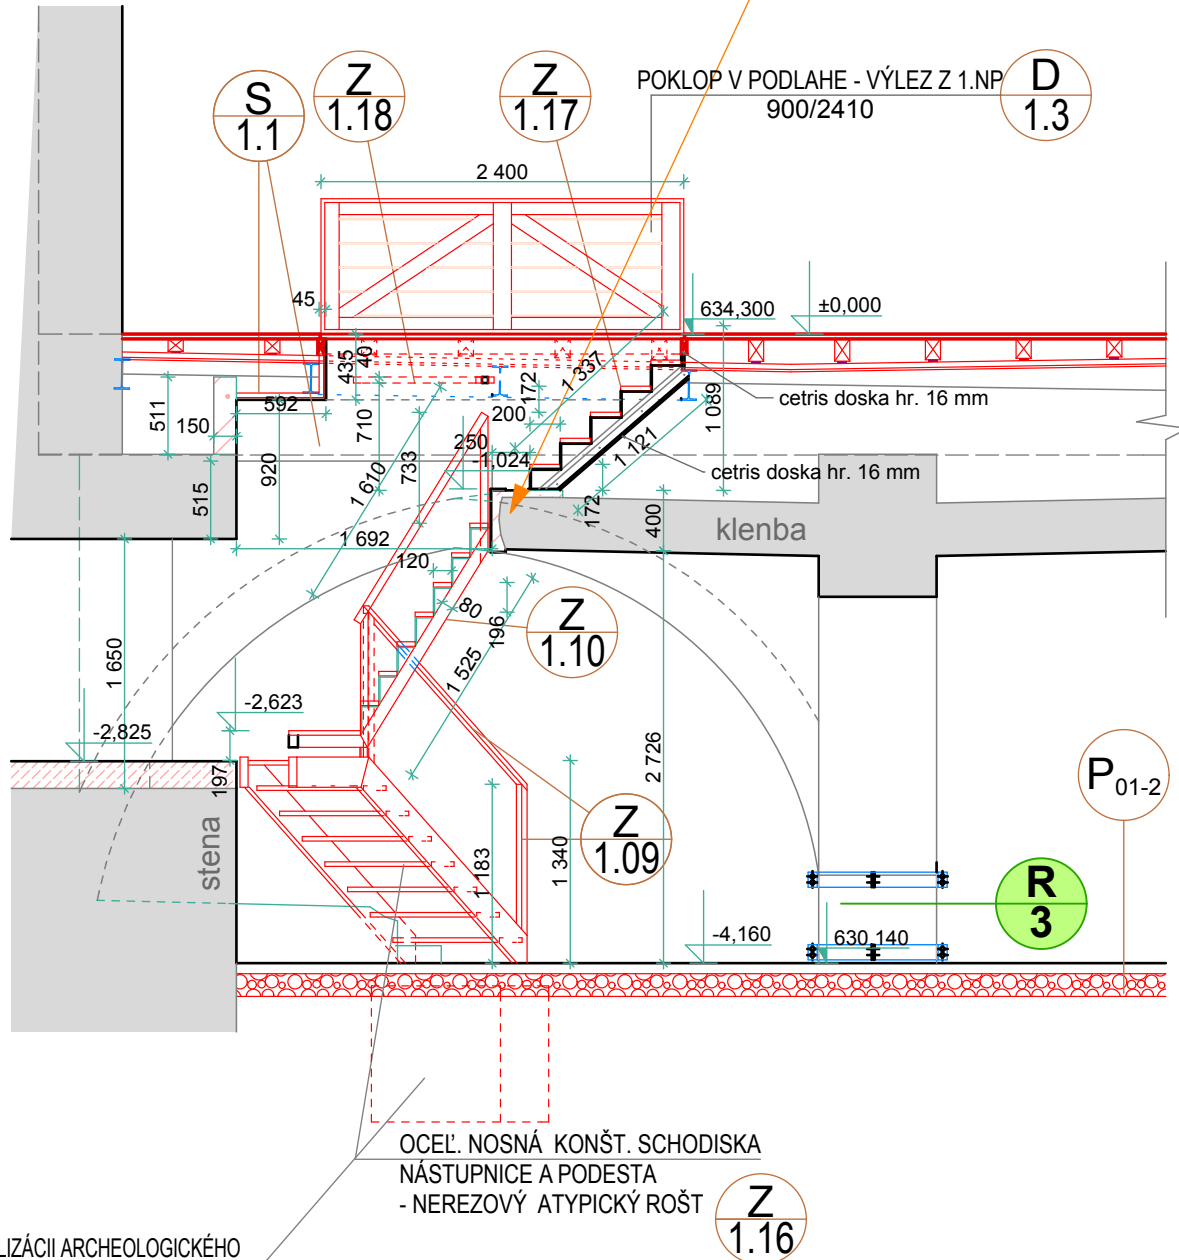 POKLOP V PODLAHE - VÝLEZ Z 1.NP
900/2410
D
1.3
S
1.1
Z
1.18
Z
1.17
2 400
45
634,300
±0,000
435
40
1 337
172
200
1 089
cetris doska hr. 16 mm
511
150
592
710
733
250
-1,024
1 121
cetris doska hr. 16 mm
515
920
1 610
172
400
klenba
1 692
120
80
196
Z
1.10
1 525
1 650
-2,623
-2,825
197
2 726
P01-2
stena
Z
1.09
1 183
1 340
R
3
-4,160
630,140
OCEĽ. NOSNÁ KONŠT. SCHODISKA
NÁSTUPNICE A PODESTA
- NEREZOVÝ ATYPICKÝ ROŠT
Z
1.16
LIZÁCII ARCHEOLOGICKÉHO